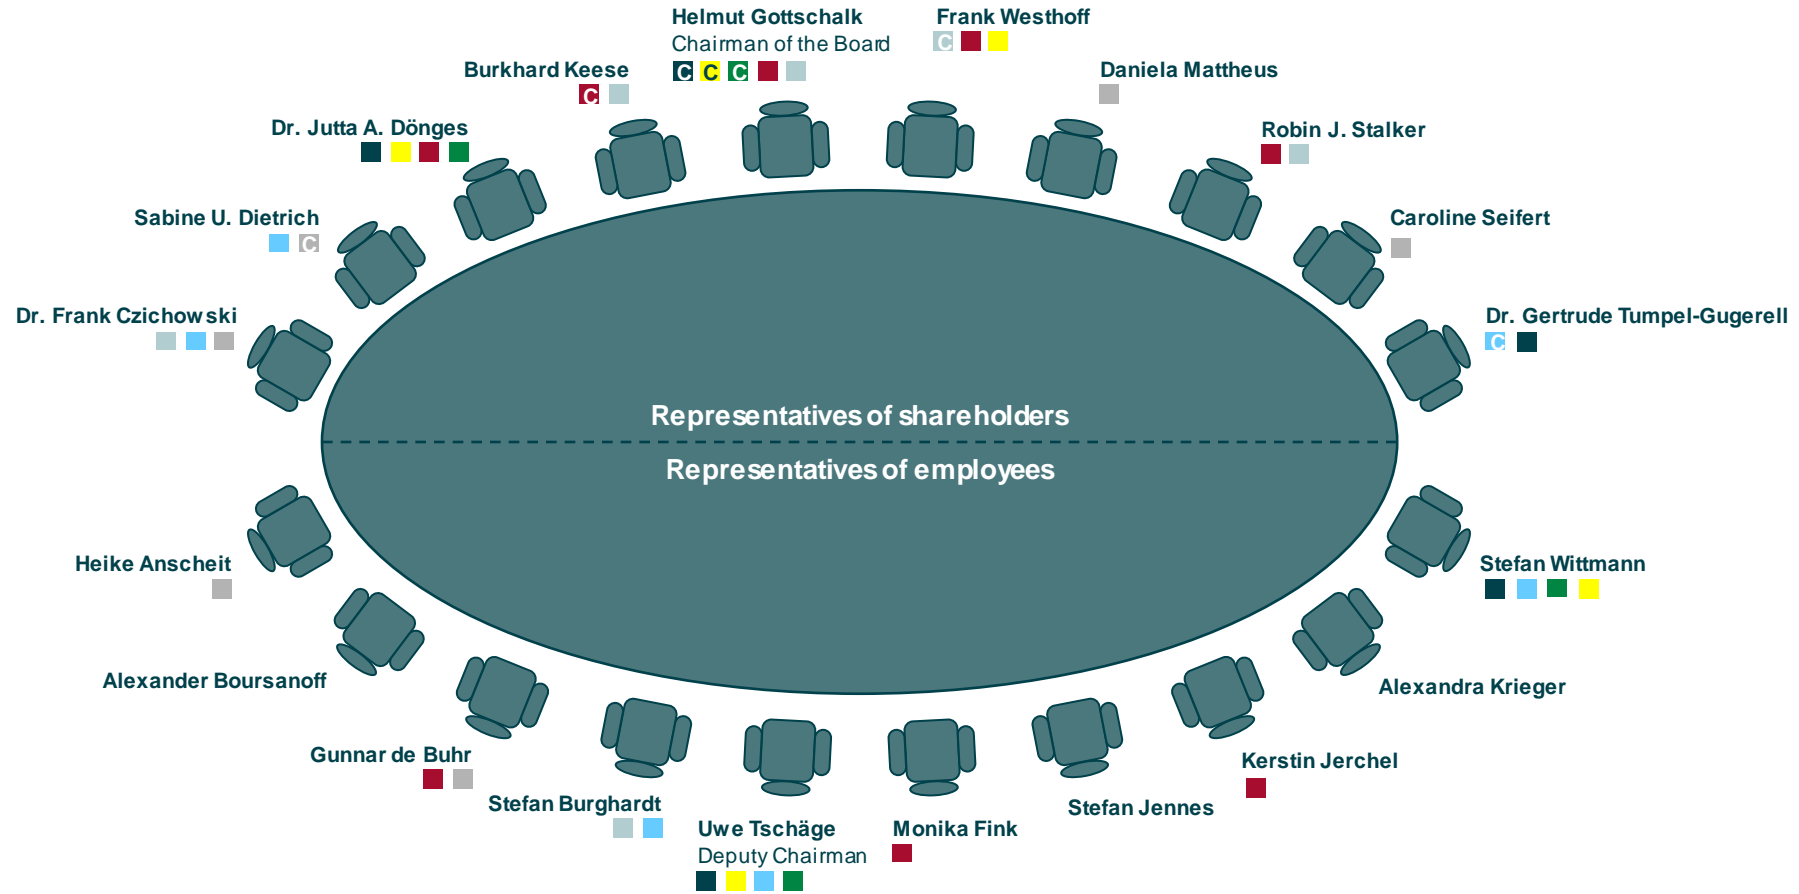 Helmut Gottschalk
Chairman of the Board
C C C
Frank Westhoff
C
Burkhard Keese
C
Daniela Mattheus
Dr. Jutta A. Dönges
Robin J. Stalker
Sabine U. Dietrich
C
Caroline Seifert
Dr. Frank Czichowski
Dr. Gertrude Tumpel-Gugerell
C
Representatives of shareholders
Representatives of employees
Heike Anscheit
Stefan Wittmann
Alexander Boursanoff
Alexandra Krieger
Gunnar de Buhr
Kerstin Jerchel
Stefan Burghardt
Stefan Jennes
Uwe Tschäge
Deputy Chairman
Monika Fink